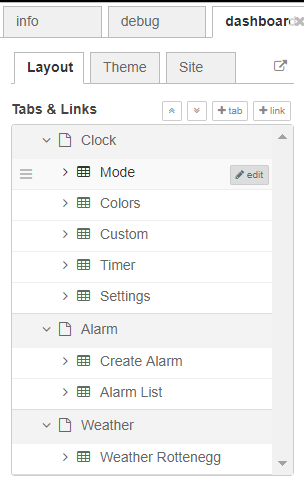 info debug dashboard
Layout Theme Site
Tabs & Links +tab +link
Clock
Mode edit
Colors
Custom
Timer
Settings
Alarm
Create Alarm
Alarm List
Weather
Weather Rottenegg